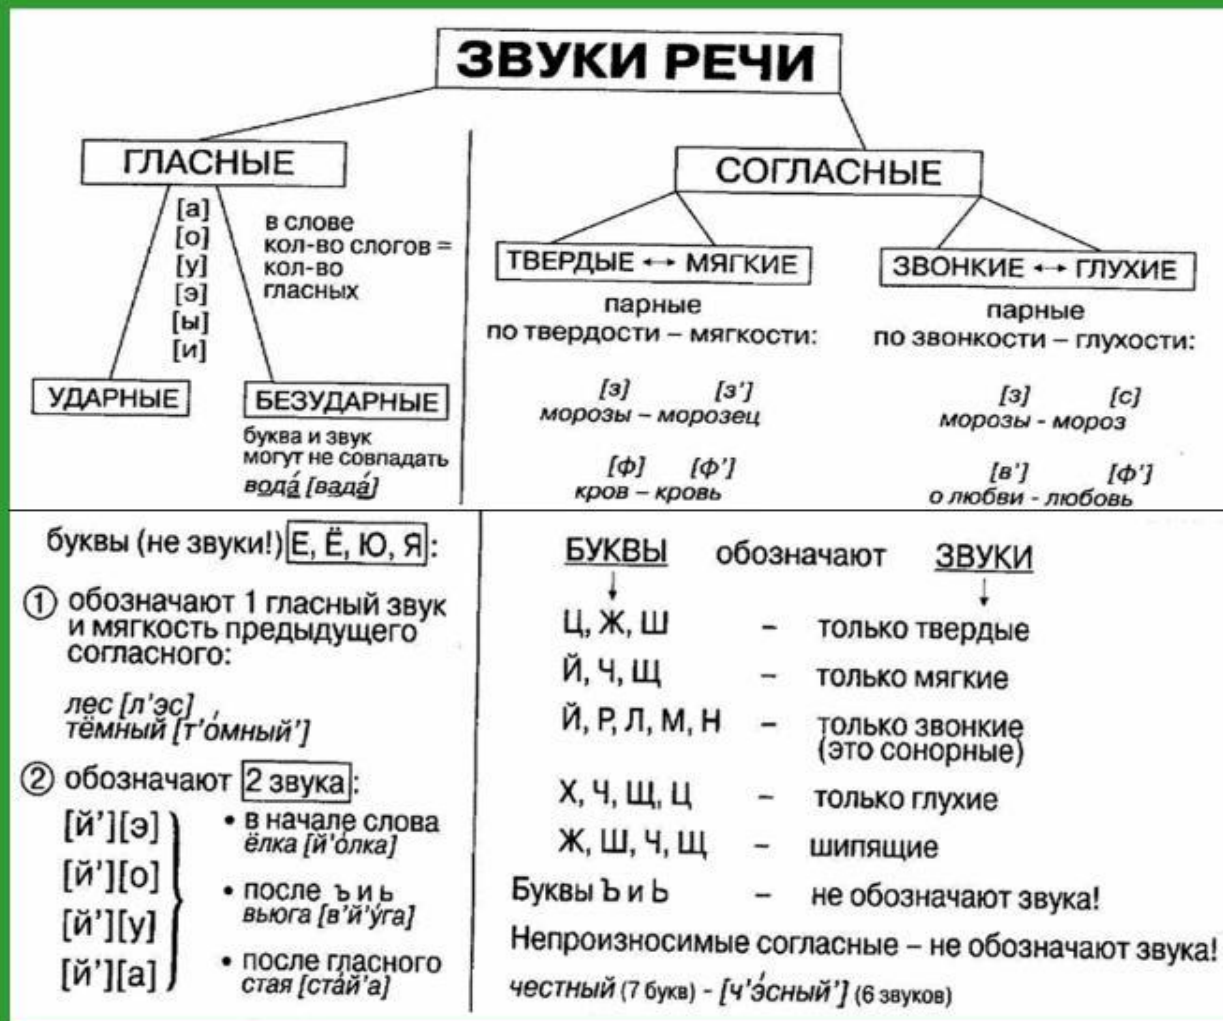 ЗВУКИ РЕЧИ
ГЛАСНЫЕ
[а]
[о]
[у]
[э]
[ы]
[и]
в слове
кол-во слогов =
кол-во
гласных
УДАРНЫЕ
БЕЗУДАРНЫЕ
буква и звук
могут не совпадать
вода́ [вада́]
СОГЛАСНЫЕ
ТВЕРДЫЕ ↔ МЯГКИЕ
парные
по твердости – мягкости:
[з] [з']
морозы – морозец
[ф] [ф']
кров – кровь
ЗВОНКИЕ ↔ ГЛУХИЕ
парные
по звонкости – глухости:
[з] [с]
морозы - мороз
[в'] [ф']
о любви - любовь
буквы (не звуки!) Е, Ё, Ю, Я:
① обозначают 1 гласный звук
и мягкость предыдущего
согласного:
лес [л'эс] ,
тёмный [т'о́мный']
② обозначают 2 звука:
[й'][э]
[й'][о]
[й'][у]
[й'][а]
• в начале слова
ёлка [й'о́лка]
• после ъ и ь
вьюга [в'й'у́га]
• после гласного
стая [ста́й'а]
БУКВЫ обозначают ЗВУКИ
Ц, Ж, Ш – только твердые
Й, Ч, Щ – только мягкие
Й, Р, Л, М, Н – только звонкие
(это сонорные)
Х, Ч, Щ, Ц – только глухие
Ж, Ш, Ч, Щ – шипящие
Буквы Ъ и Ь – не обозначают звука!
Непроизносимые согласные – не обозначают звука!
честный (7 букв) - [ч'э́сный'] (6 звуков)